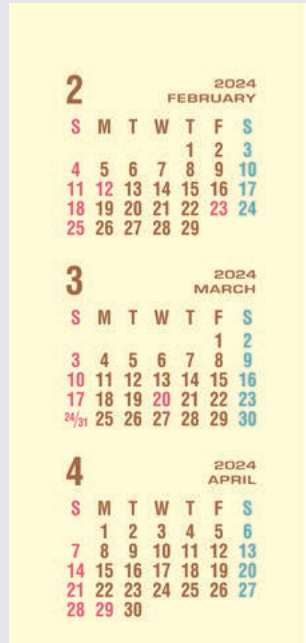 2 2024
FEBRUARY
S M T W T F S
1 2 3
4 5 6 7 8 9 10
11 12 13 14 15 16 17
18 19 20 21 22 23 24
25 26 27 28 29
3 2024
MARCH
S M T W T F S
1 2
3 4 5 6 7 8 9
10 11 12 13 14 15 16
17 18 19 20 21 22 23
24/31 25 26 27 28 29 30
4 2024
APRIL
S M T W T F S
1 2 3 4 5 6
7 8 9 10 11 12 13
14 15 16 17 18 19 20
21 22 23 24 25 26 27
28 29 30